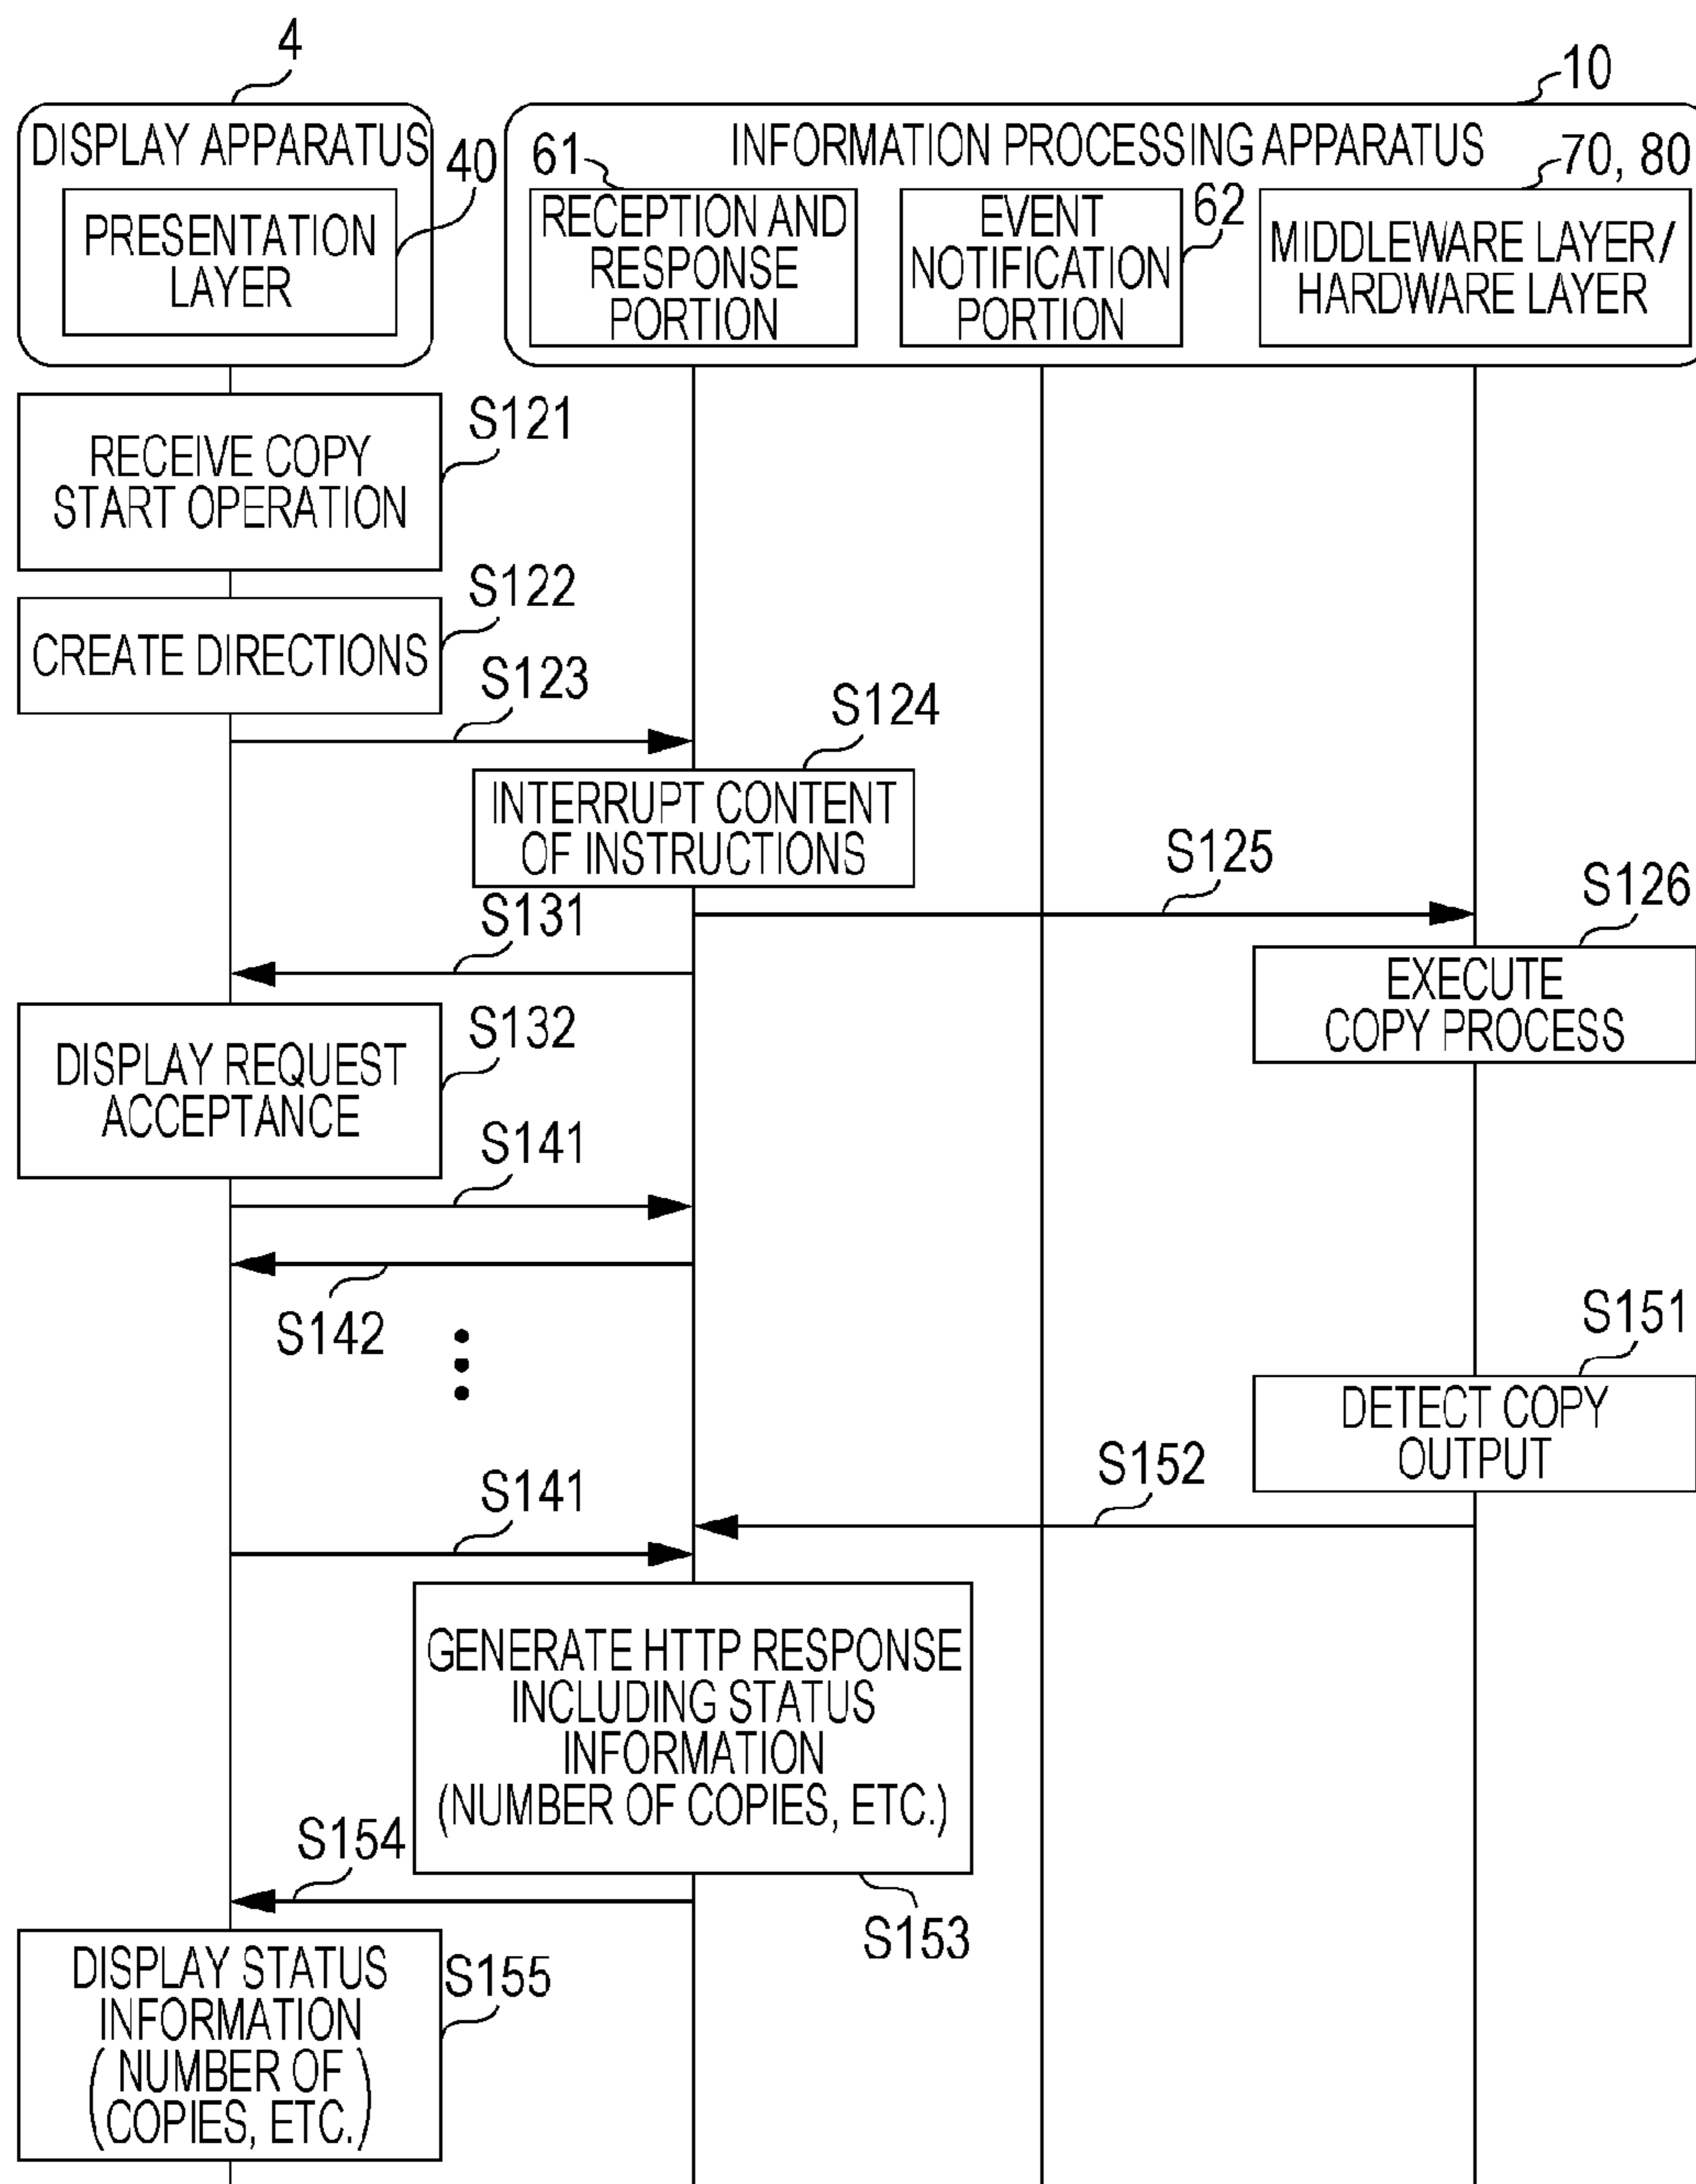 4
10
DISPLAY APPARATUS
40
PRESENTATION
LAYER
INFORMATION PROCESSING APPARATUS
61
RECEPTION AND
RESPONSE
PORTION
EVENT
NOTIFICATION
PORTION
62
70, 80
MIDDLEWARE LAYER/
HARDWARE LAYER
RECEIVE COPY
START OPERATION
S121
CREATE DIRECTIONS
S122
S123
S124
INTERRUPT CONTENT
OF INSTRUCTIONS
S125
S126
EXECUTE
COPY PROCESS
S131
DISPLAY REQUEST
ACCEPTANCE
S132
S141
S142
S151
DETECT COPY
OUTPUT
S152
S141
GENERATE HTTP RESPONSE
INCLUDING STATUS
INFORMATION
(NUMBER OF COPIES, ETC.)
S153
S154
DISPLAY STATUS
INFORMATION
(NUMBER OF
COPIES, ETC.)
S155